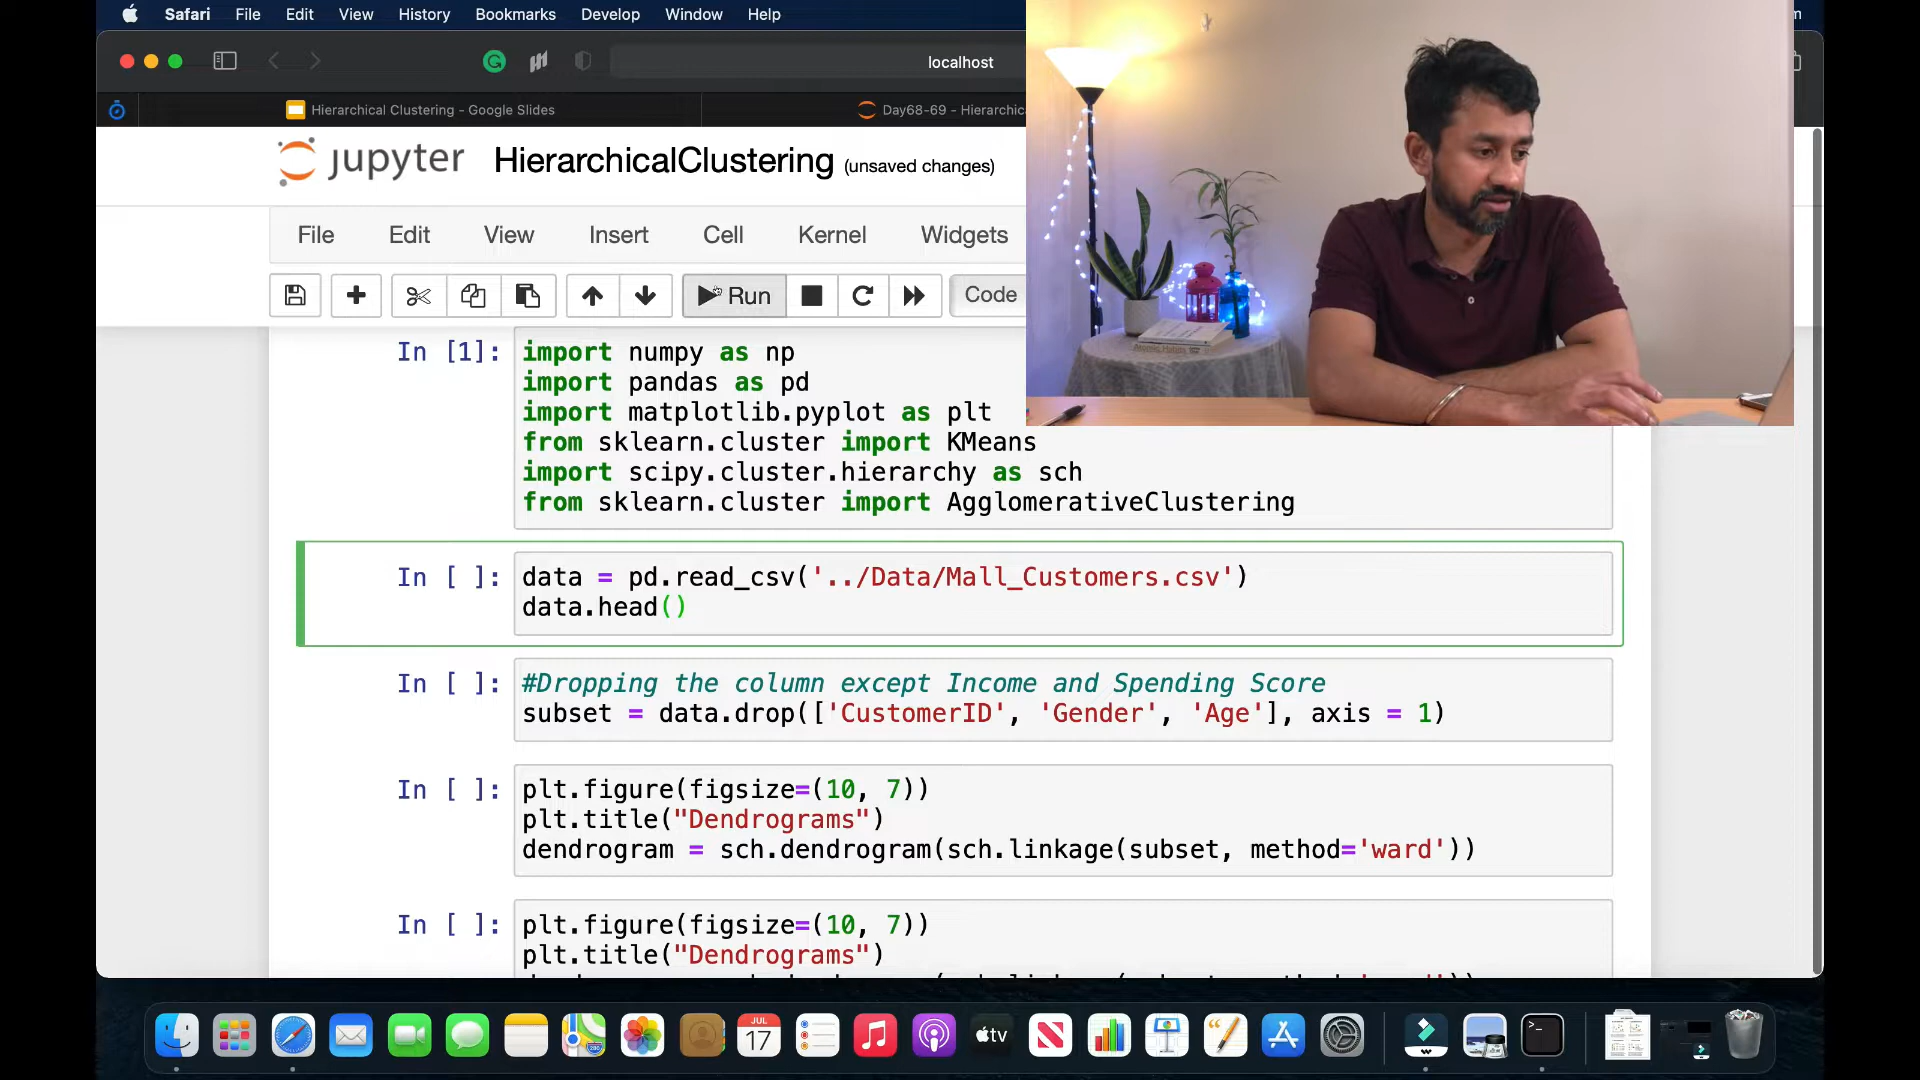 Safari File Edit View History Bookmarks Develop Window Help
localhost
Hierarchical Clustering - Google Slides
Day68-69 - Hierarchic
jupyter HierarchicalClustering (unsaved changes)
File Edit View Insert Cell Kernel Widgets
Run Code
In [1]: import numpy as np
import pandas as pd
import matplotlib.pyplot as plt
from sklearn.cluster import KMeans
import scipy.cluster.hierarchy as sch
from sklearn.cluster import AgglomerativeClustering
In [ ]: data = pd.read_csv('../Data/Mall_Customers.csv')
data.head()
In [ ]: #Dropping the column except Income and Spending Score
subset = data.drop(['CustomerID', 'Gender', 'Age'], axis = 1)
In [ ]: plt.figure(figsize=(10, 7))
plt.title("Dendrograms")
dendrogram = sch.dendrogram(sch.linkage(subset, method='ward'))
In [ ]: plt.figure(figsize=(10, 7))
plt.title("Dendrograms")
JUL
17
tv